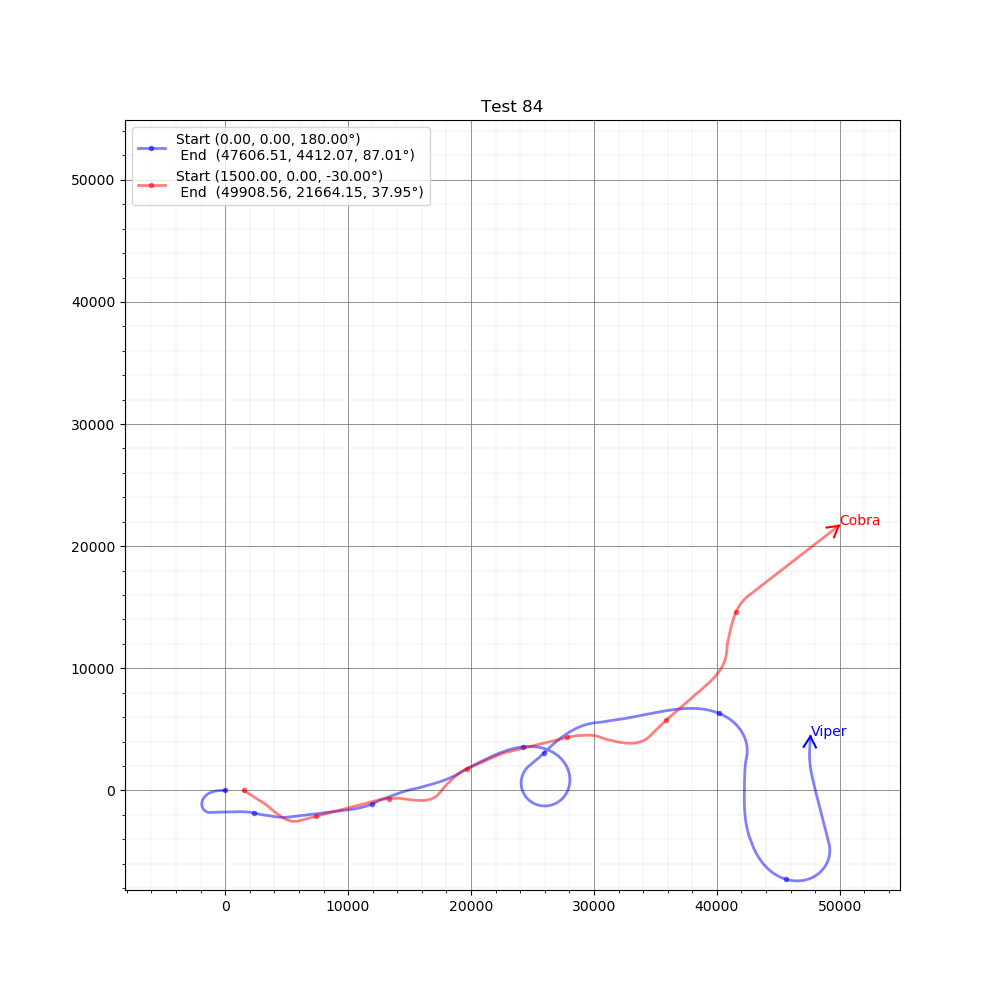 Test 84
Start (0.00, 0.00, 180.00°)
End  (47606.51, 4412.07, 87.01°)
Start (1500.00, 0.00, -30.00°)
End  (49908.56, 21664.15, 37.95°)
50000
40000
30000
20000
10000
0
Cobra
Viper
0
10000
20000
30000
40000
50000